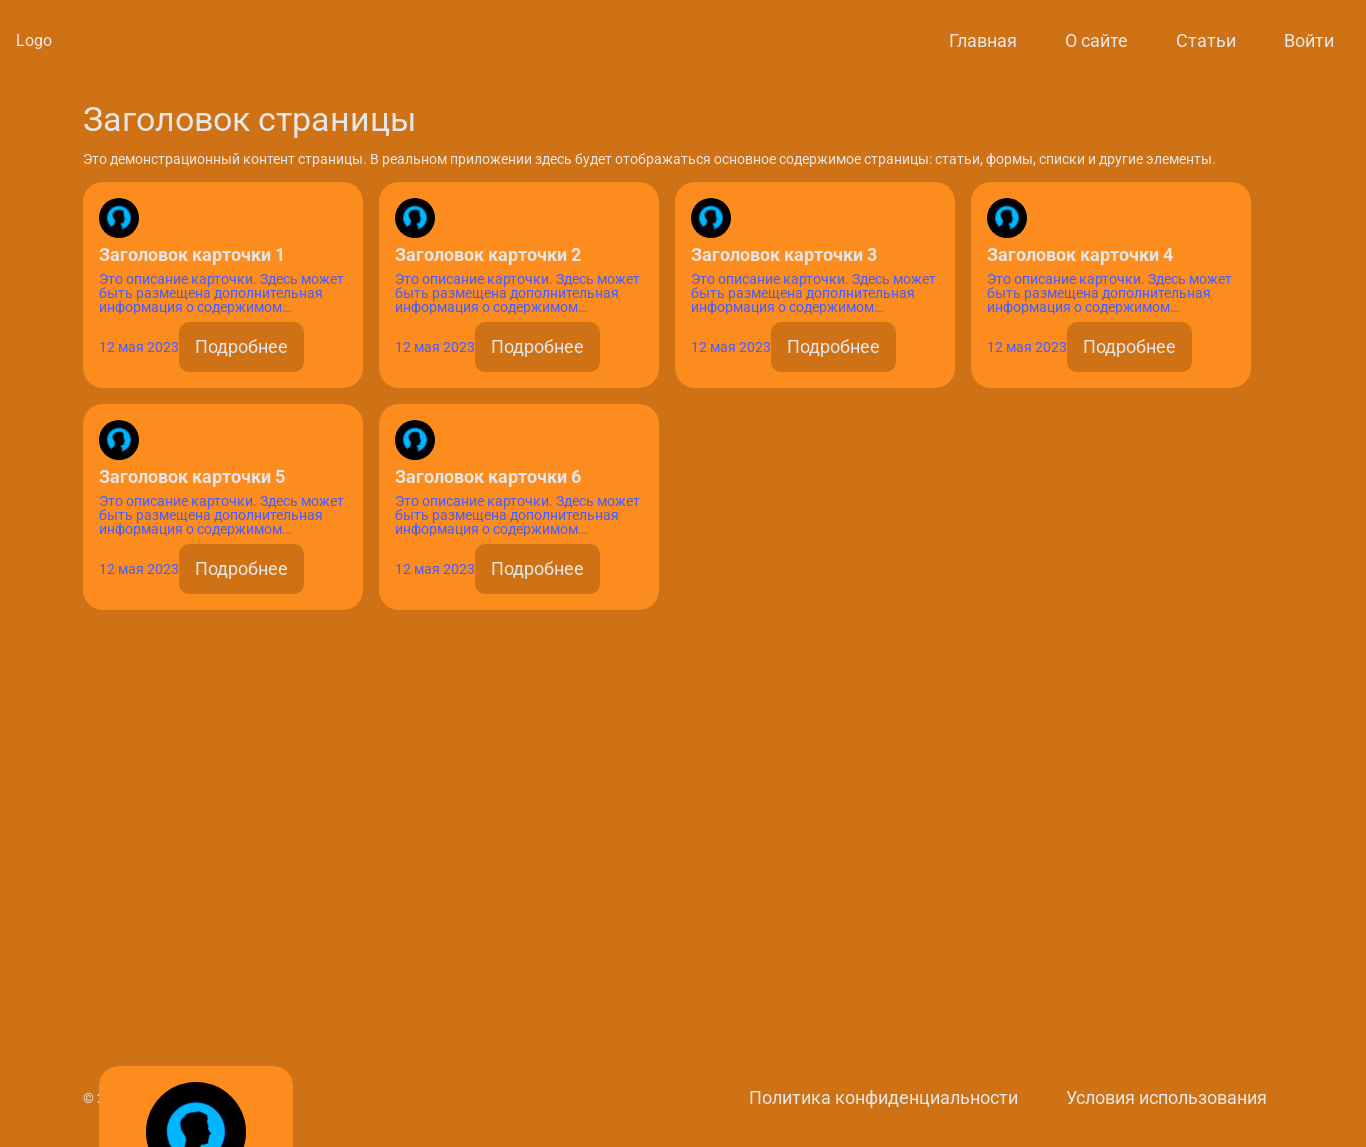 Logo
Главная
О сайте
Статьи
Войти
Заголовок страницы
Это демонстрационный контент страницы. В реальном приложении здесь будет отображаться основное содержимое страницы: статьи, формы, списки и другие элементы.
Заголовок карточки 1
Это описание карточки. Здесь может
быть размещена дополнительная
информация о содержимом…
12 мая 2023
Подробнее
Заголовок карточки 2
Это описание карточки. Здесь может
быть размещена дополнительная
информация о содержимом…
12 мая 2023
Подробнее
Заголовок карточки 3
Это описание карточки. Здесь может
быть размещена дополнительная
информация о содержимом…
12 мая 2023
Подробнее
Заголовок карточки 4
Это описание карточки. Здесь может
быть размещена дополнительная
информация о содержимом…
12 мая 2023
Подробнее
Заголовок карточки 5
Это описание карточки. Здесь может
быть размещена дополнительная
информация о содержимом…
12 мая 2023
Подробнее
Заголовок карточки 6
Это описание карточки. Здесь может
быть размещена дополнительная
информация о содержимом…
12 мая 2023
Подробнее
©
Политика конфиденциальности
Условия использования